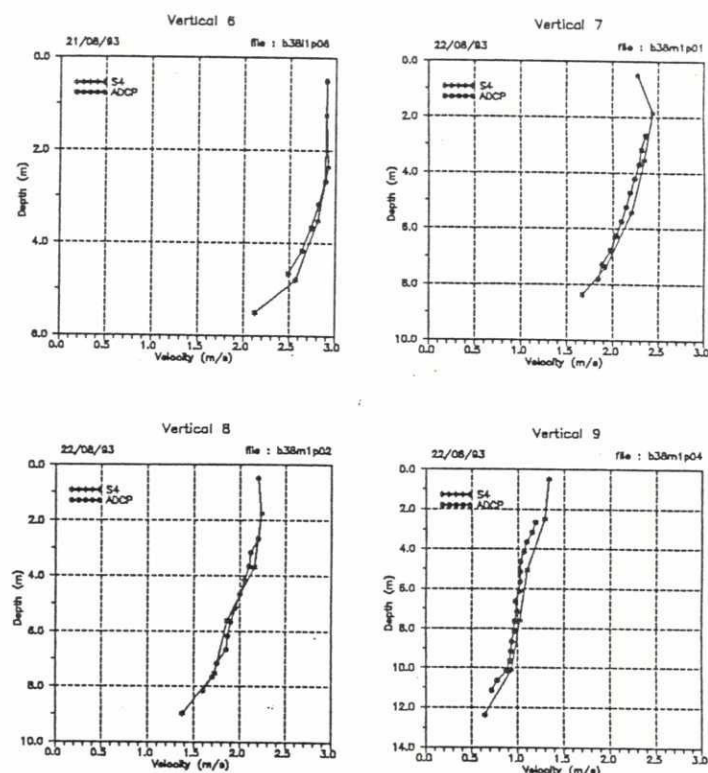 Vertical 6
21/08/93 file : b38l1p06
S4
ADCP
0.0
2.0
4.0
6.0
Depth (m)
0.0 0.5 1.0 1.5 2.0 2.5 3.0
Velocity (m/s)
Vertical 7
22/08/93 file : b38m1p01
S4
ADCP
0.0
2.0
4.0
6.0
8.0
10.0
Depth (m)
0.0 0.5 1.0 1.5 2.0 2.5 3.0
Velocity (m/s)
Vertical 8
22/08/93 file : b38m1p02
S4
ADCP
0.0
2.0
4.0
6.0
8.0
10.0
Depth (m)
0.0 0.5 1.0 1.5 2.0 2.5 3.0
Velocity (m/s)
Vertical 9
22/08/93 file : b38m1p04
S4
ADCP
0.0
2.0
4.0
6.0
8.0
10.0
12.0
14.0
Depth (m)
0.0 0.5 1.0 1.5 2.0 2.5 3.0
Velocity (m/s)